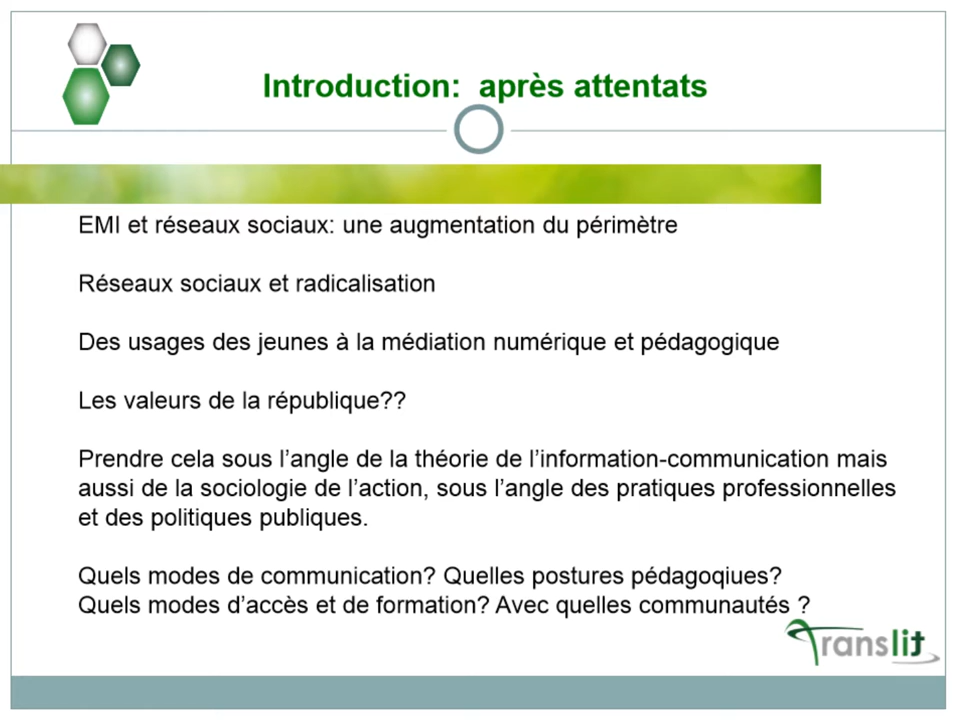 Introduction: après attentats
EMI et réseaux sociaux: une augmentation du périmètre
Réseaux sociaux et radicalisation
Des usages des jeunes à la médiation numérique et pédagogique
Les valeurs de la république??
Prendre cela sous l’angle de la théorie de l’information-communication mais
aussi de la sociologie de l’action, sous l’angle des pratiques professionnelles
et des politiques publiques.
Quels modes de communication? Quelles postures pédagoqiues?
Quels modes d’accès et de formation? Avec quelles communautés ?
Translit